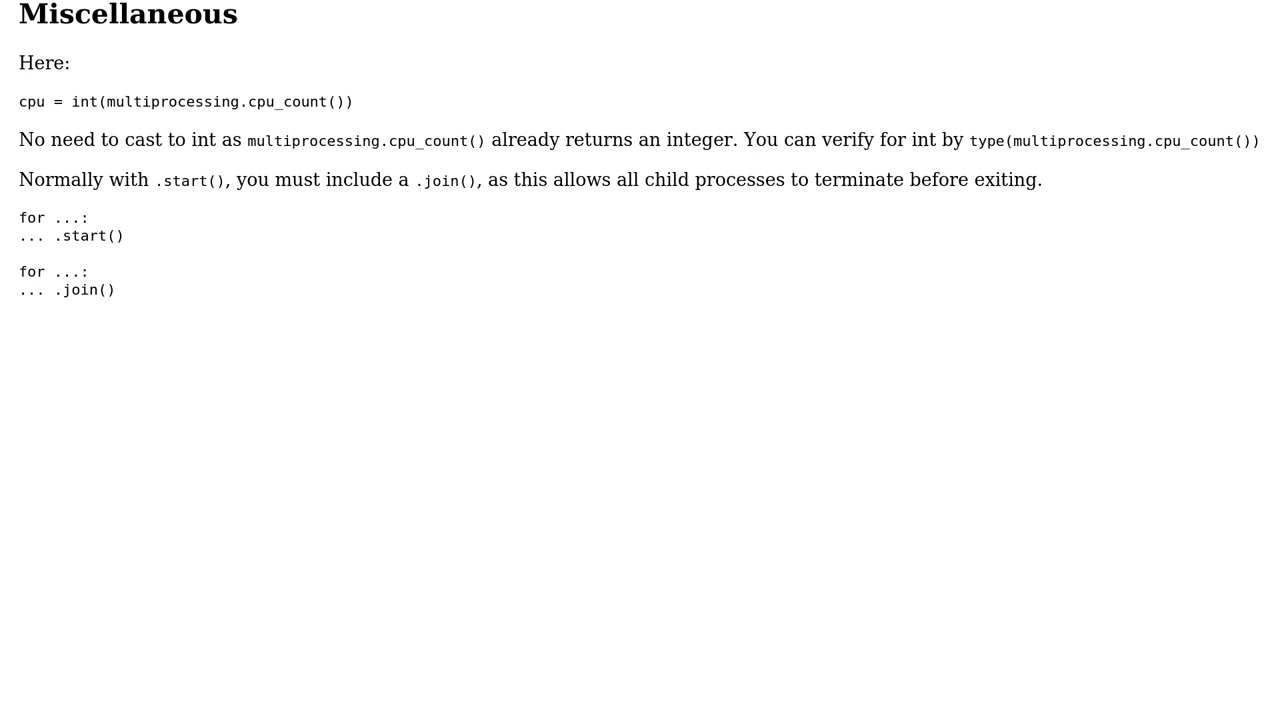 Miscellaneous
Here:
cpu = int(multiprocessing.cpu_count())
No need to cast to int as multiprocessing.cpu_count() already returns an integer. You can verify for int by type(multiprocessing.cpu_count())
Normally with .start(), you must include a .join(), as this allows all child processes to terminate before exiting.
for ...:
... .start()
for ...:
... .join()